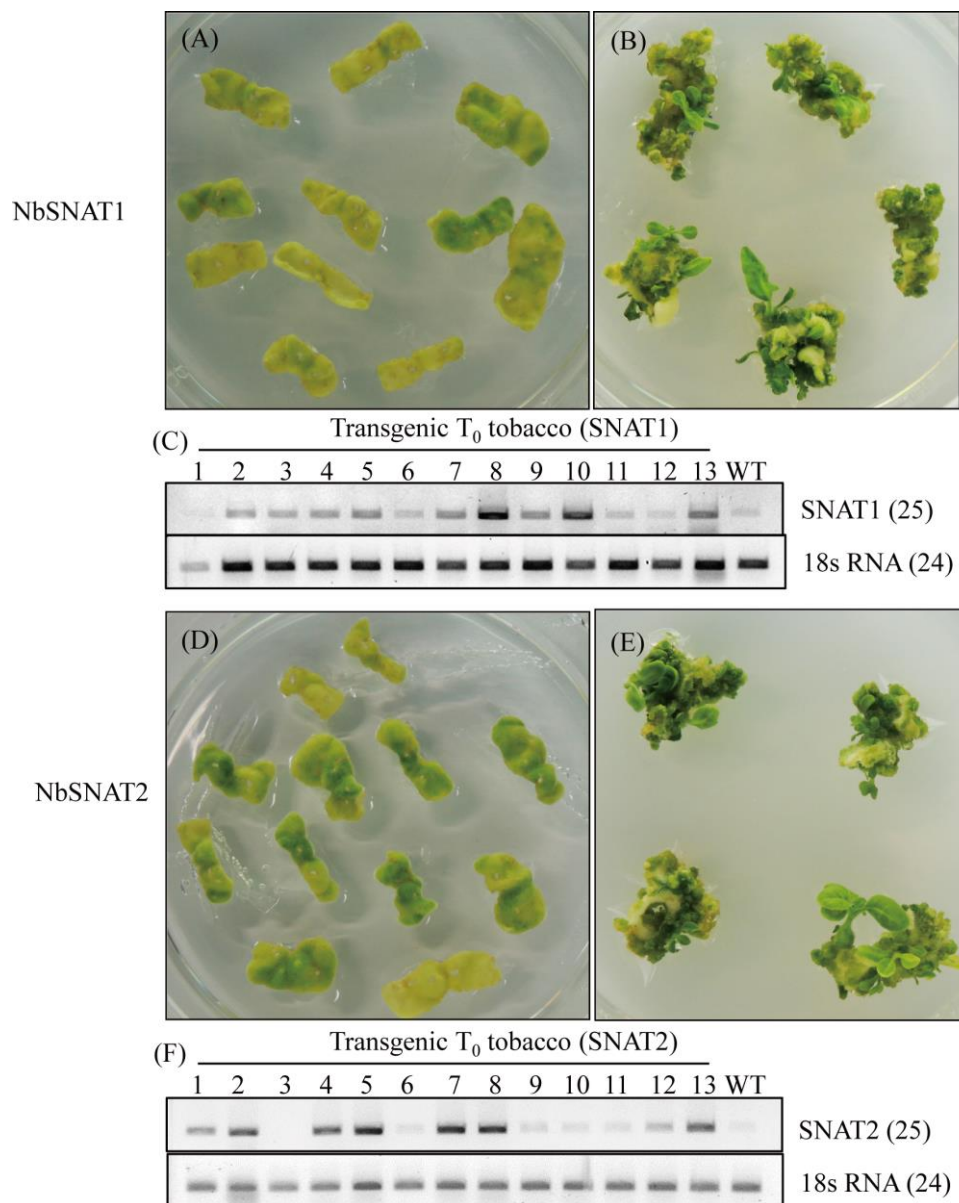 (A)
(B)
NbSNAT1
Transgenic T₀ tobacco (SNAT1)
(C)
1 2 3 4 5 6 7 8 9 10 11 12 13 WT
SNAT1 (25)
18s RNA (24)
(D)
(E)
NbSNAT2
Transgenic T₀ tobacco (SNAT2)
(F)
1 2 3 4 5 6 7 8 9 10 11 12 13 WT
SNAT2 (25)
18s RNA (24)